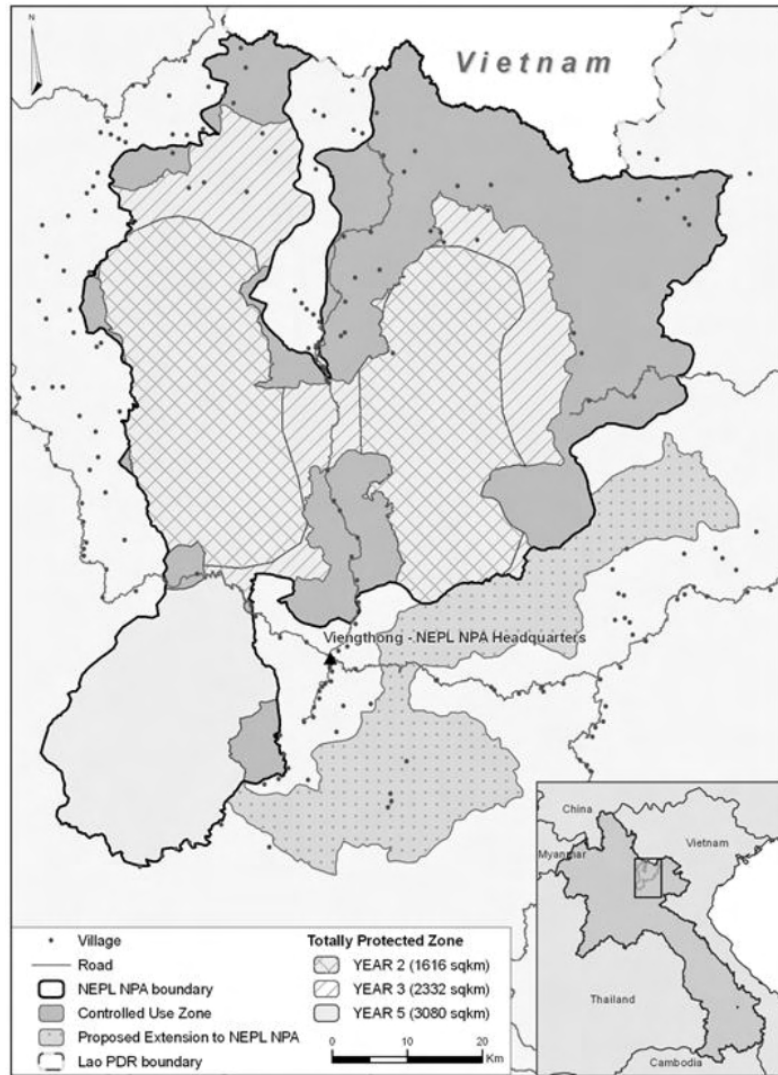 N
Vietnam
Viengthong - NEPL NPA Headquarters
China
Myanmar
Vietnam
Thailand
Cambodia
Village
Road
NEPL NPA boundary
Controlled Use Zone
Proposed Extension to NEPL NPA
Lao PDR boundary
Totally Protected Zone
YEAR 2 (1616 sqkm)
YEAR 3 (2332 sqkm)
YEAR 5 (3080 sqkm)
0 5 10 20
Km